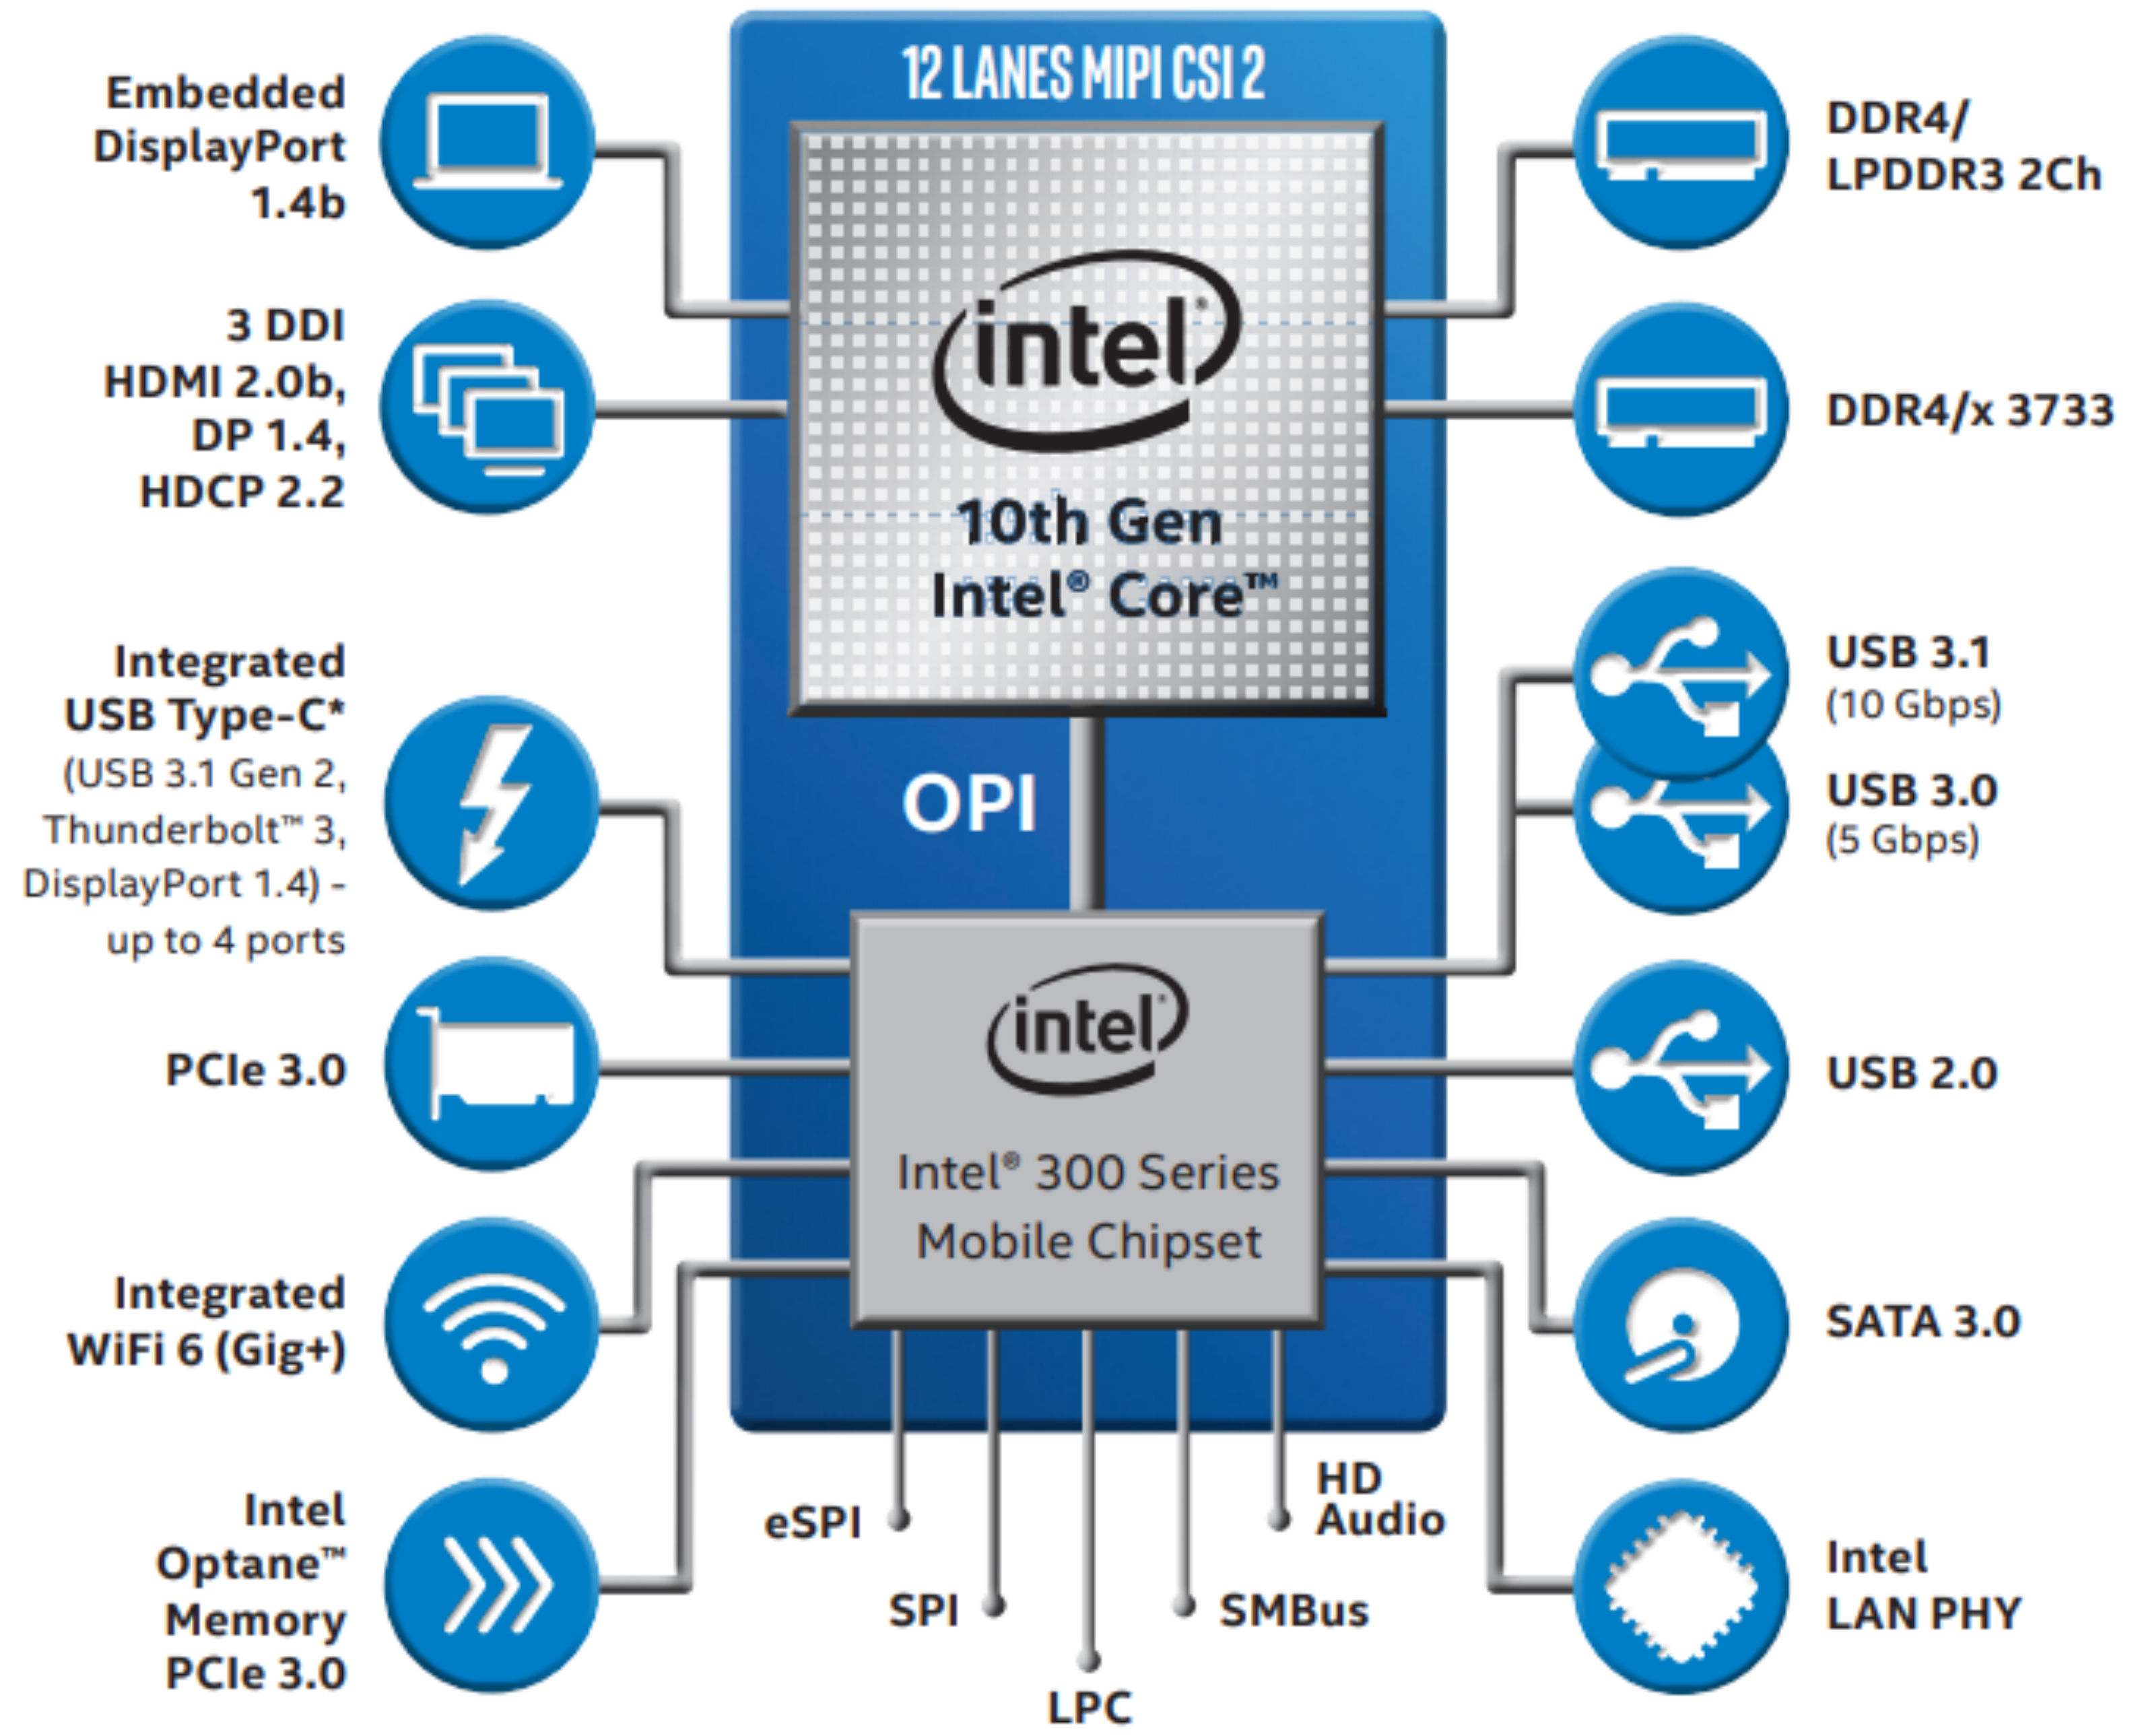 12 LANES MIPI CSI 2
Embedded
DisplayPort
1.4b
3 DDI
HDMI 2.0b,
DP 1.4,
HDCP 2.2
Integrated
USB Type-C*
(USB 3.1 Gen 2,
Thunderbolt™ 3,
DisplayPort 1.4) –
up to 4 ports
PCIe 3.0
Integrated
WiFi 6 (Gig+)
Intel
Optane™
Memory
PCIe 3.0
intel®
10th Gen
Intel® Core™
OPI
intel®
Intel® 300 Series
Mobile Chipset
eSPI
SPI
LPC
SMBus
HD
Audio
DDR4/
LPDDR3 2Ch
DDR4/x 3733
USB 3.1
(10 Gbps)
USB 3.0
(5 Gbps)
USB 2.0
SATA 3.0
Intel
LAN PHY